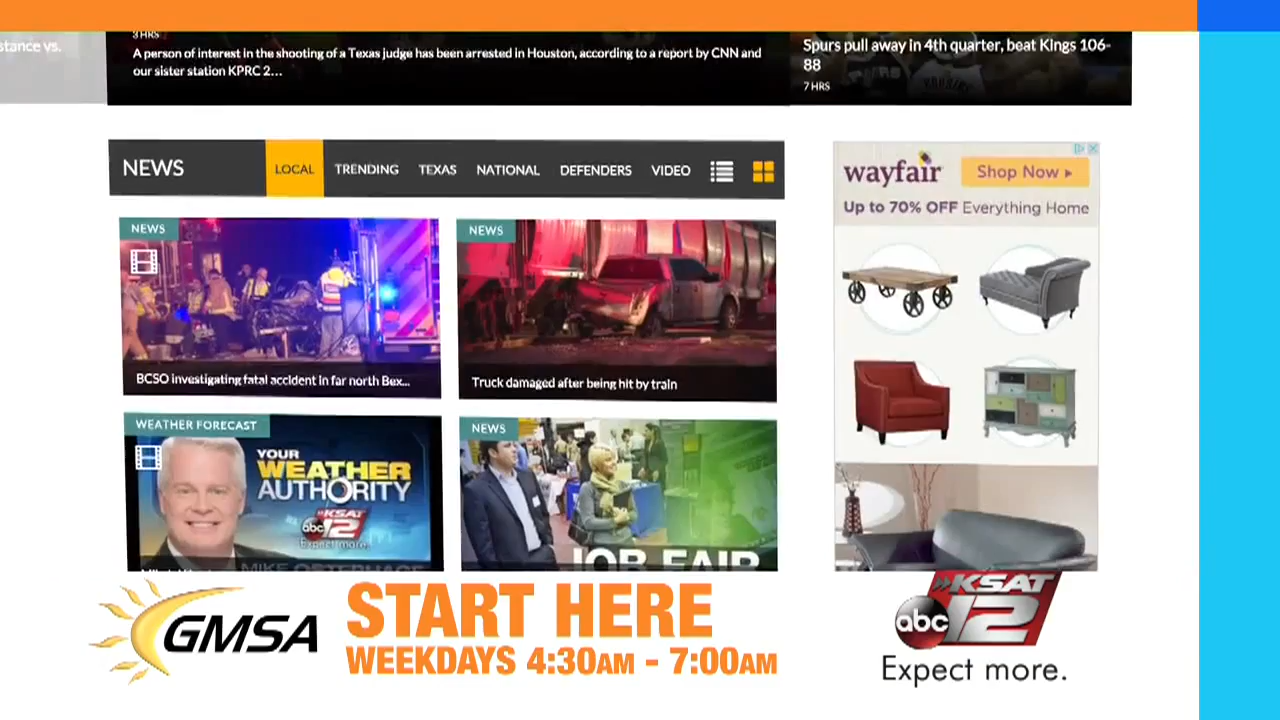 stance vs.
3 HRS
A person of interest in the shooting of a Texas judge has been arrested in Houston, according to a report by CNN and
our sister station KPRC 2...
Spurs pull away in 4th quarter, beat Kings 106-
88
7 HRS
NEWS
LOCAL
TRENDING
TEXAS
NATIONAL
DEFENDERS
VIDEO
wayfair
Shop Now
Up to 70% OFF Everything Home
NEWS
BCSO investigating fatal accident in far north Bex...
NEWS
Truck damaged after being hit by train
WEATHER FORECAST
YOUR
WEATHER
AUTHORITY
KSAT
abc 12
Expect more.
MIKE OSTERHAGE
NEWS
JOB FAIR
GMSA
START HERE
WEEKDAYS 4:30AM - 7:00AM
KSAT
abc 12
Expect more.